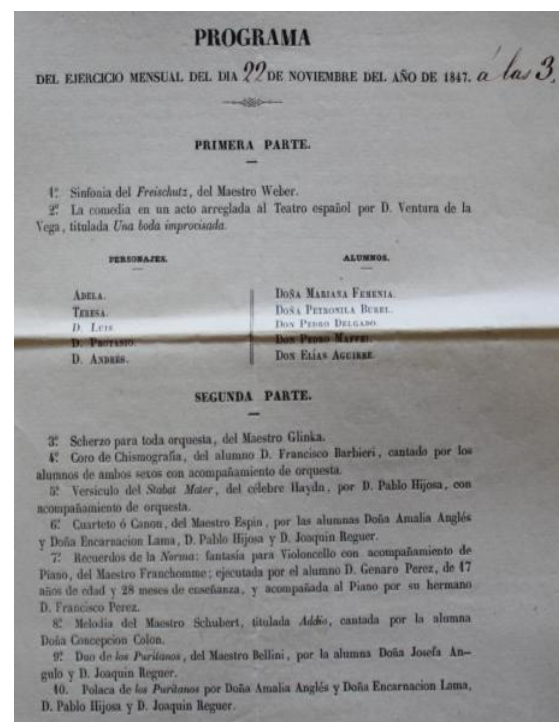 PROGRAMA
DEL EJERCICIO MENSUAL DEL DIA 22 DE NOVIEMBRE DEL AÑO DE 1847. á las 3.
PRIMERA PARTE.
1.º Sinfonia del Freischutz, del Maestro Weber.
2.º La comedia en un acto arreglada al Teatro español por D. Ventura de la
Vega, titulada Una boda improvisada.
PERSONAJES. ALUMNOS.
ADELA. DOÑA MARIANA FEMENIA.
TERESA. DOÑA PETRONILA BUREL.
D. LUIS DON PEDRO DELGADO.
D. PROTASIO. DON PEDRO MAFFEI.
D. ANDRES. DON ELÍAS AGUIRRE.
SEGUNDA PARTE.
3.º Scherzo para toda orquesta, del Maestro Glinka.
4.º Coro de Chismografia, del alumno D. Francisco Barbieri, cantado por los
alumnos de ambos sexos con acompañamiento de orquesta.
5.º Versiculo del Stabat Mater, del célebre Haydn, por D. Pablo Hijosa, con
acompañamiento de orquesta.
6.º Cuarteto ó Canon, del Maestro Espin, por las alumnas Doña Amalia Anglés
y Doña Encarnacion Lama, D. Pablo Hijosa y D. Joaquin Reguer.
7.º Recuerdos de la Norma: fantasía para Violoncello con acompañamiento de
Piano, del Maestro Franchomme; ejecutada por el alumno D. Genaro Perez, de 17
años de edad y 28 meses de enseñanza, y acompañada al Piano por su hermano
D. Francisco Perez.
8.º Melodía del Maestro Schubert, titulada Addio, cantada por la alumna
Doña Concepcion Colon.
9.º Duo de los Puritanos, del Maestro Bellini, por la alumna Doña Josefa An-
gulo y D. Joaquin Reguer.
10. Polaca de los Puritanos por Doña Amalia Anglés y Doña Encarnacion Lama,
D. Pablo Hijosa y D. Joaquin Reguer.